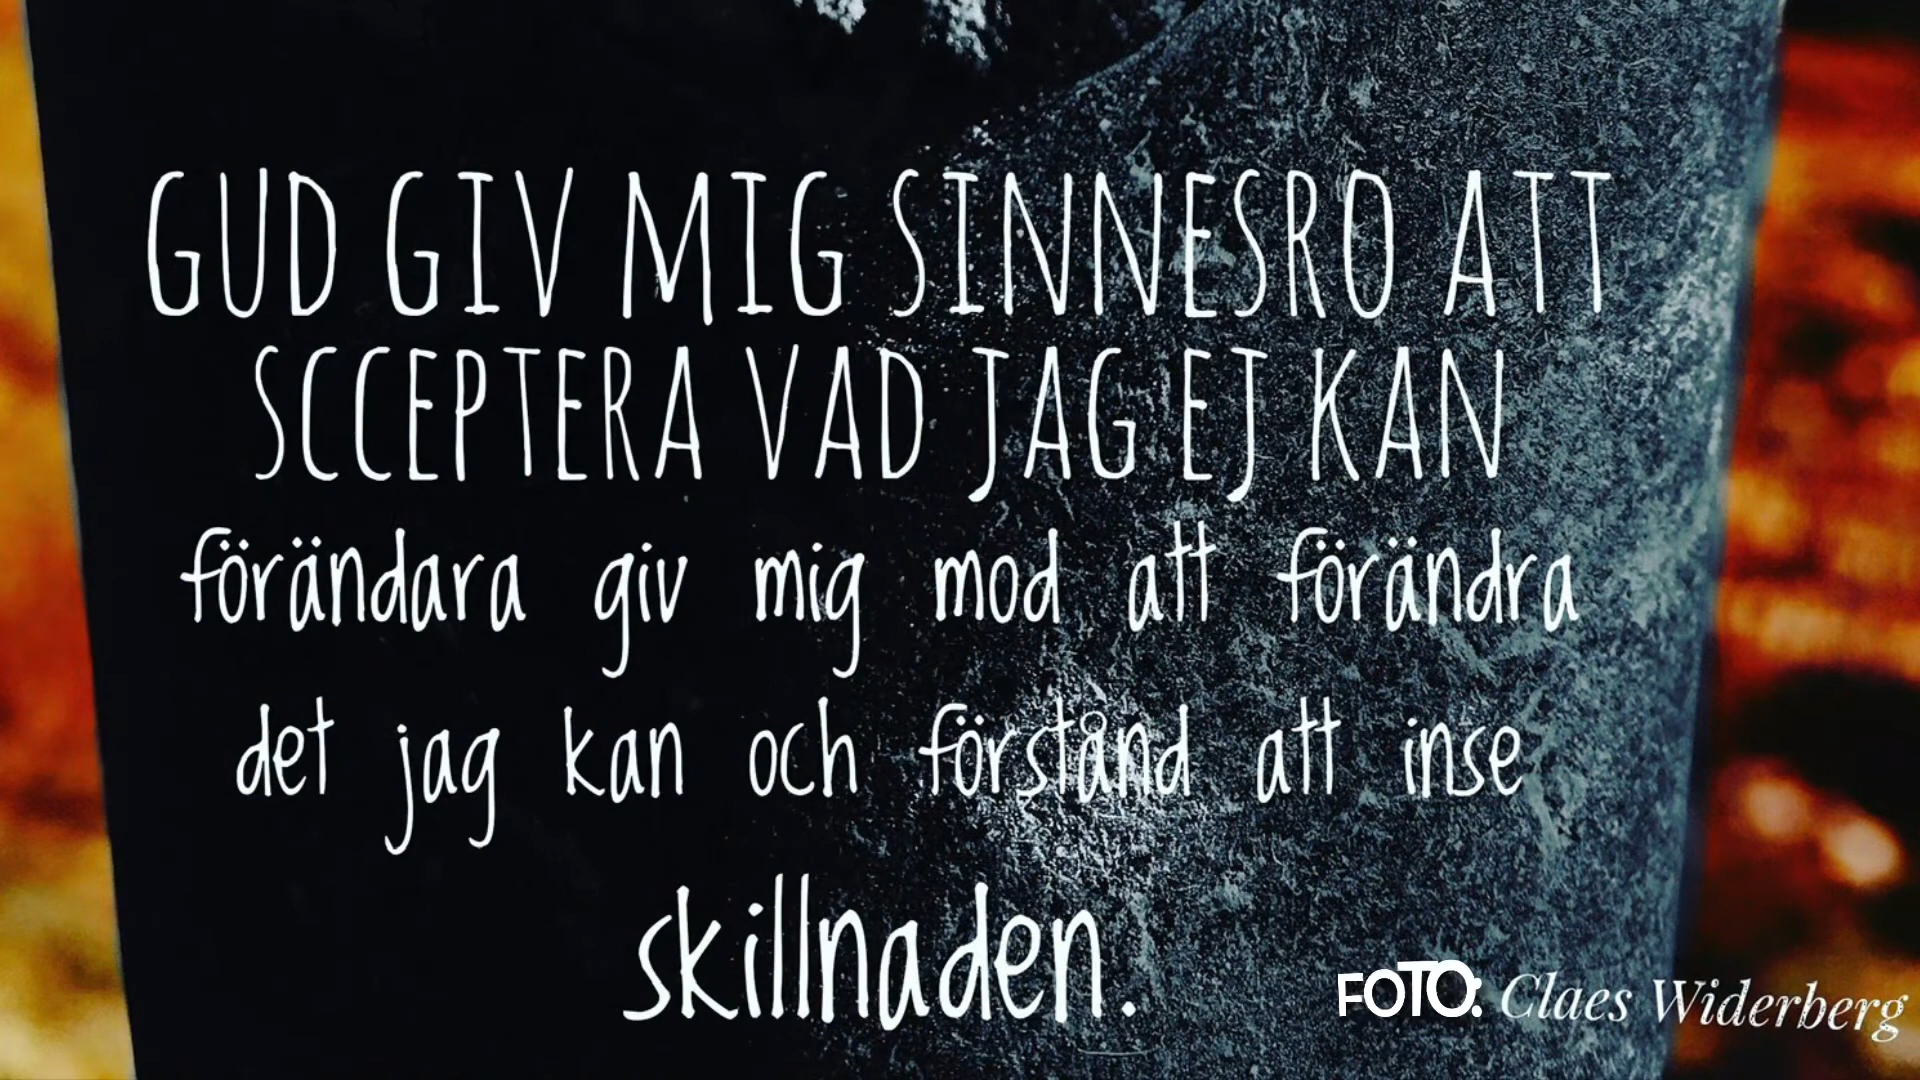 GUD GIV MIG SINNESRO ATT
SCCEPTERA VAD JAG EJ KAN
förändara giv mig mod att förändra
det jag kan och förstånd att inse
skillnaden.
FOTO: Claes Widerberg